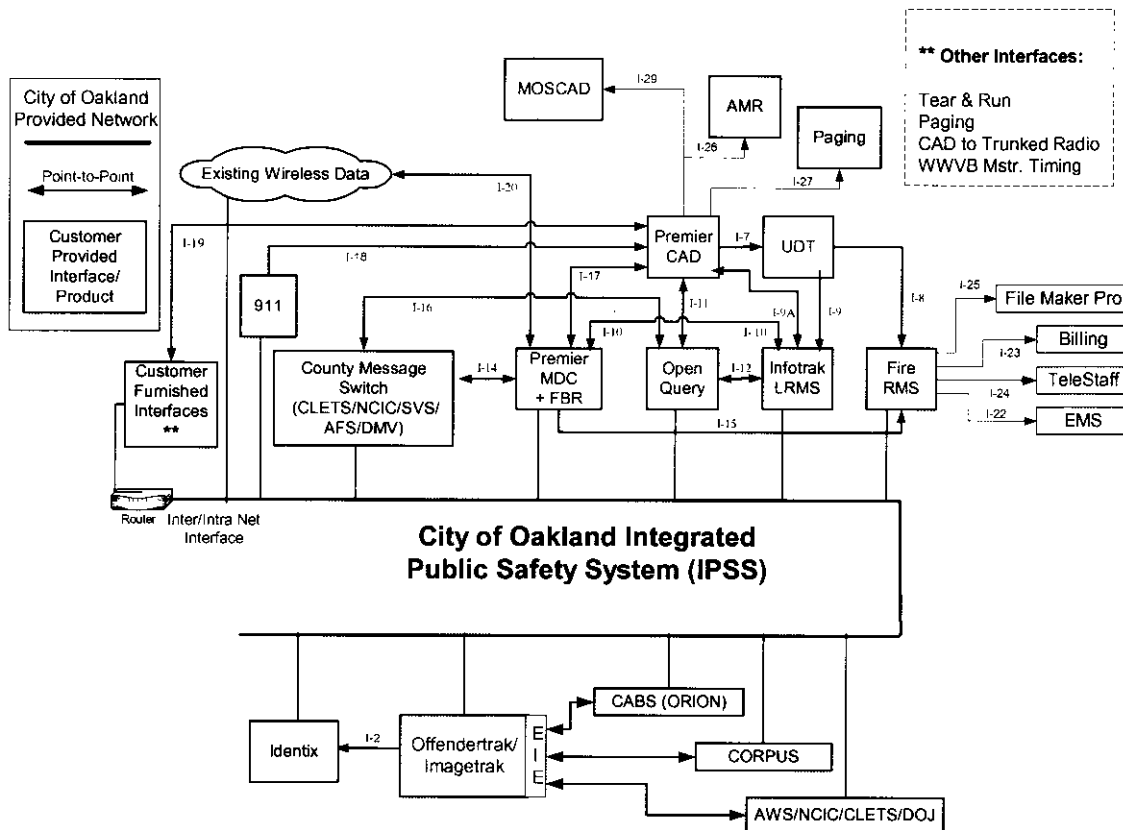 City of Oakland
Provided Network
Point-to-Point
Customer
Provided
Interface/
Product
** Other Interfaces:
Tear & Run
Paging
CAD to Trunked Radio
WWVB Mstr. Timing
MOSCAD
I-29
AMR
I-28
Paging
I-27
Existing Wireless Data
I-20
I-19
I-18
I-17
I-16
Premier
CAD
I-7
UDT
I-11
I-9A
I-9
I-8
I-10
I-10
911
Customer
Furnished
Interfaces
**
County Message
Switch
(CLETS/NCIC/SVS/
AFS/DMV)
I-14
Premier
MDC
+ FBR
Open
Query
I-12
Infotrak
LRMS
Fire
RMS
I-15
I-25
File Maker Pro
Billing
I-23
TeleStaff
I-24
EMS
I-22
Router
Inter/Intra Net
Interface
City of Oakland Integrated
Public Safety System (IPSS)
Identix
I-2
Offendertrak/
Imagetrak
E
I
E
CABS (ORION)
CORPUS
AWS/NCIC/CLETS/DOJ